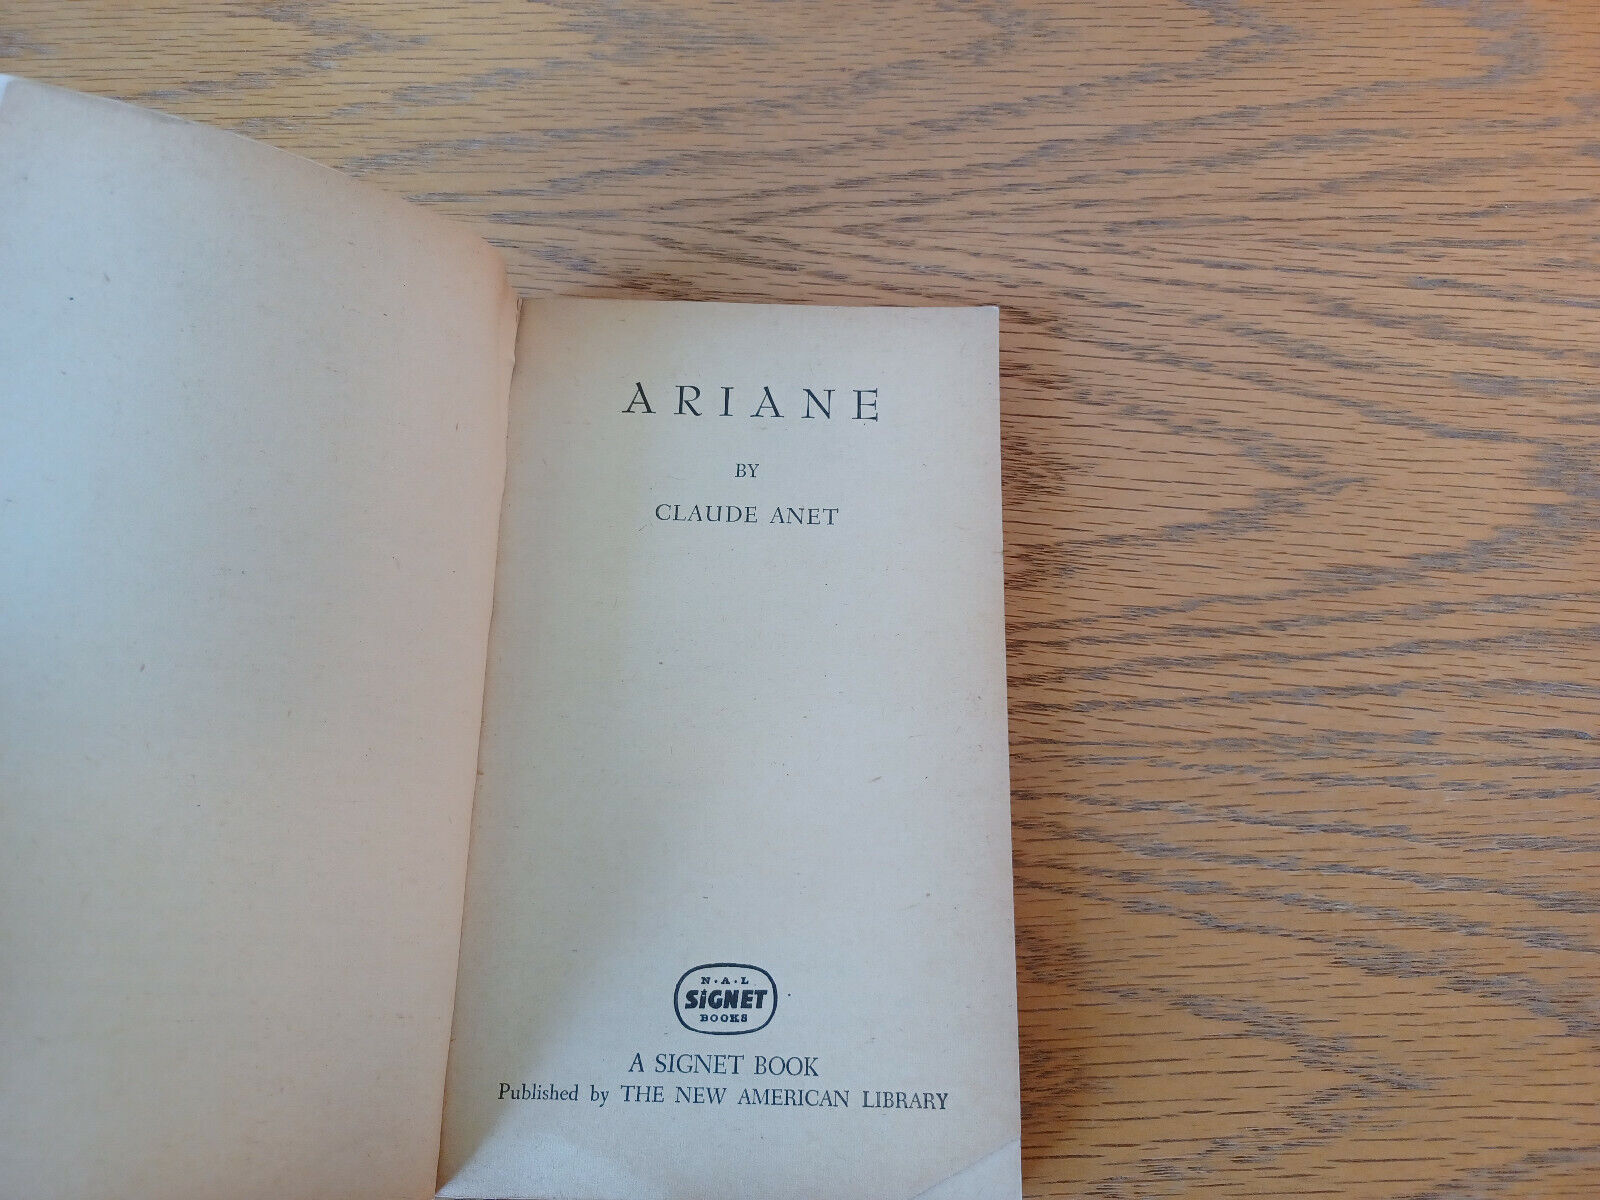 ARIANE
BY
CLAUDE ANET
N·A·L
SIGNET
BOOKS
A SIGNET BOOK
Published by THE NEW AMERICAN LIBRARY